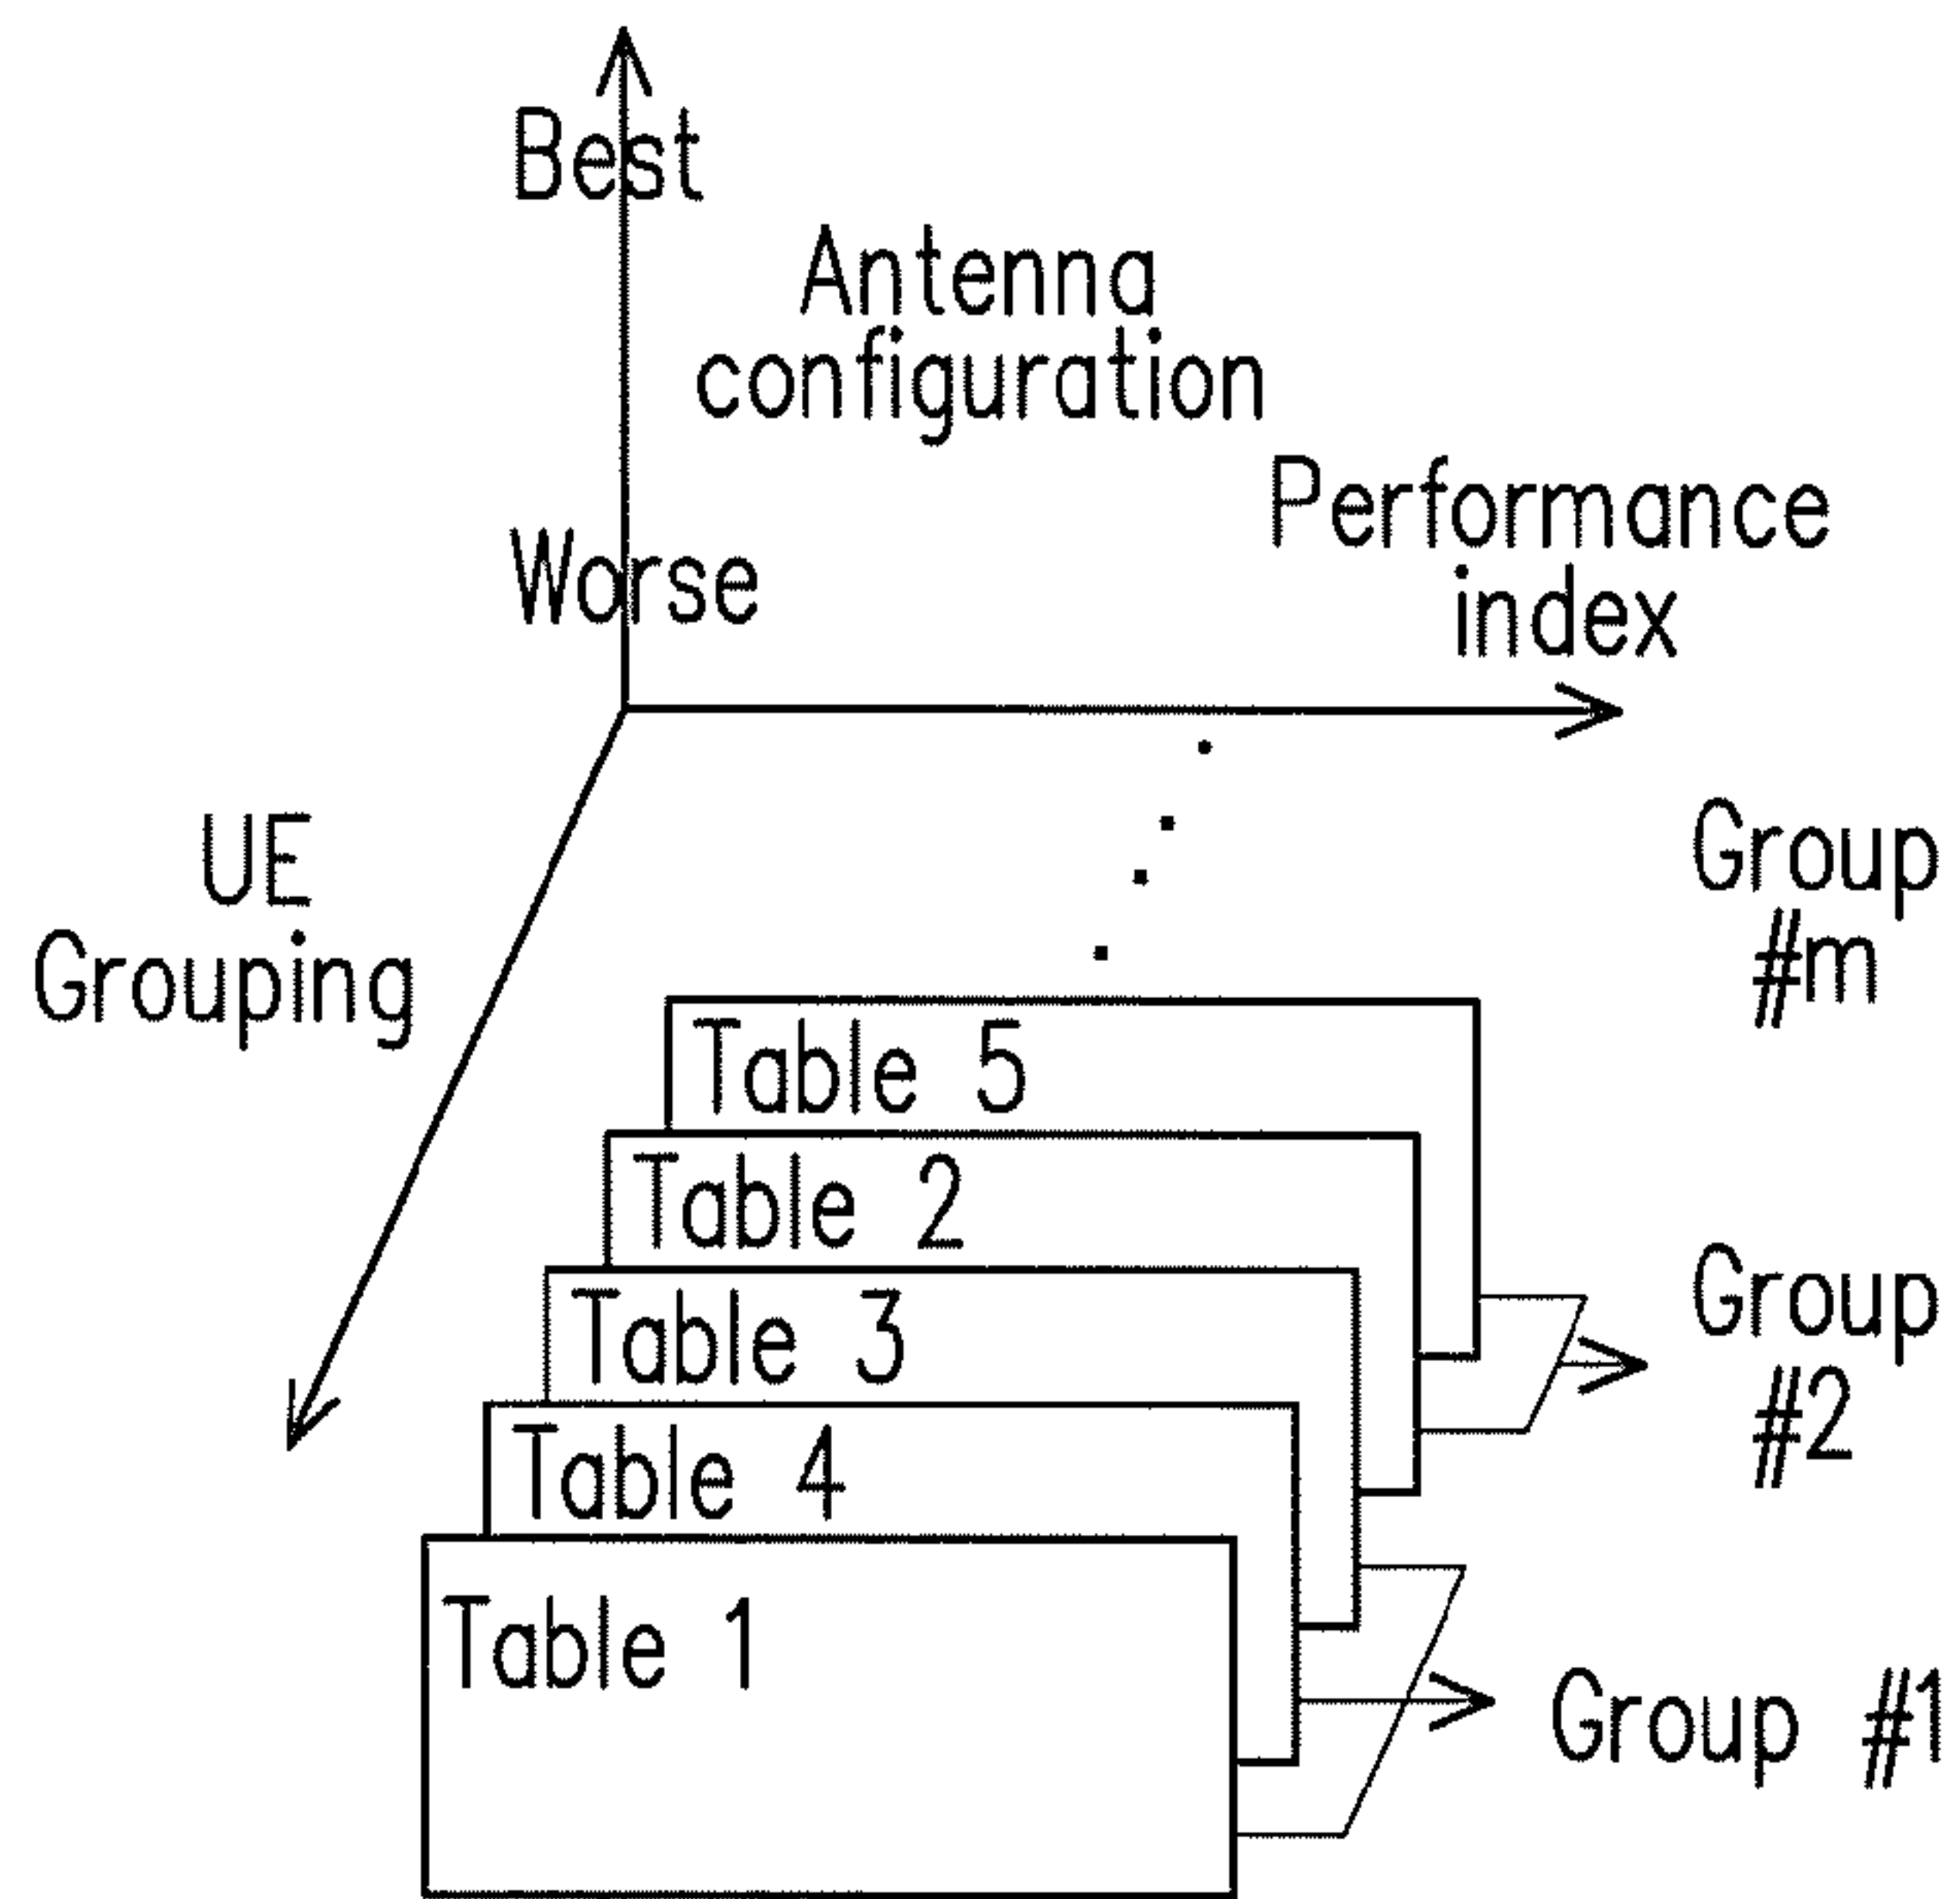 Best
Antenna
configuration
Performance
index
Worse
UE
Grouping
Group
#m
Table 5
Table 2
Table 3
Table 4
Table 1
Group
#2
Group #1